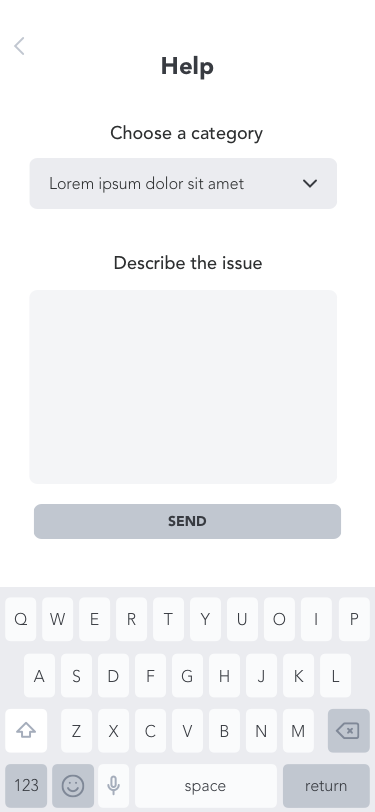 Help
Choose a category
Lorem ipsum dolor sit amet
Describe the issue
SEND
Q W E R T Y U O I P
A S D F G H J K L
Z X C V B N M
123 space return